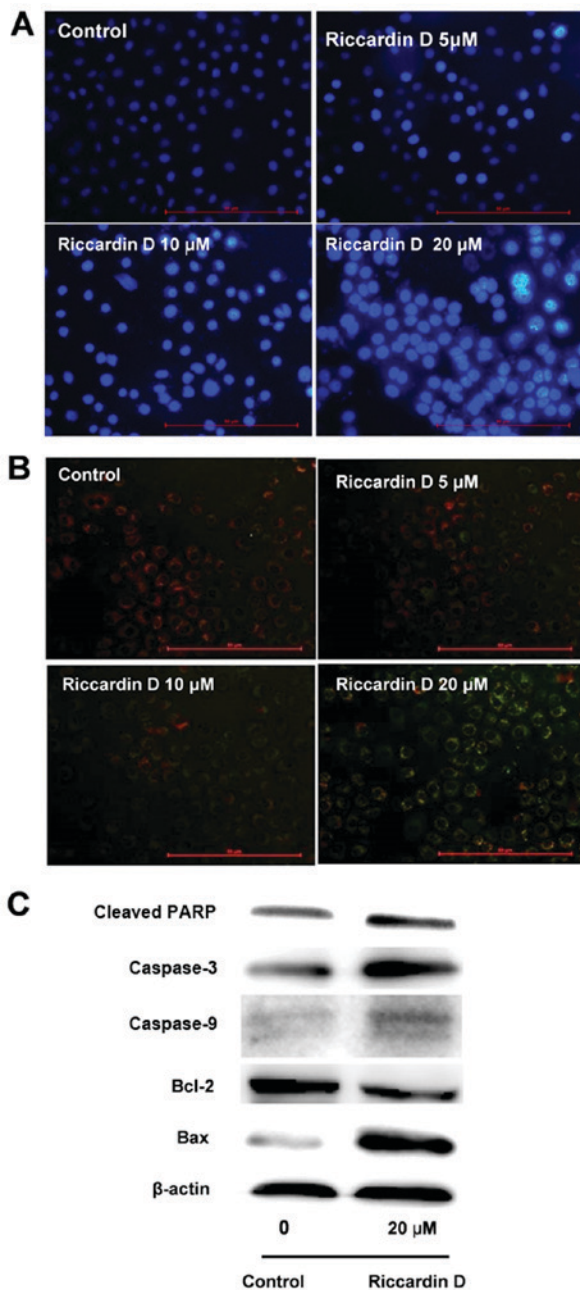 A
Control
Riccardin D 5µM
Riccardin D 10 µM
Riccardin D 20 µM
B
Control
Riccardin D 5 µM
Riccardin D 10 µM
Riccardin D 20 µM
C
Cleaved PARP
Caspase-3
Caspase-9
Bcl-2
Bax
β-actin
0 20 µM
Control Riccardin D